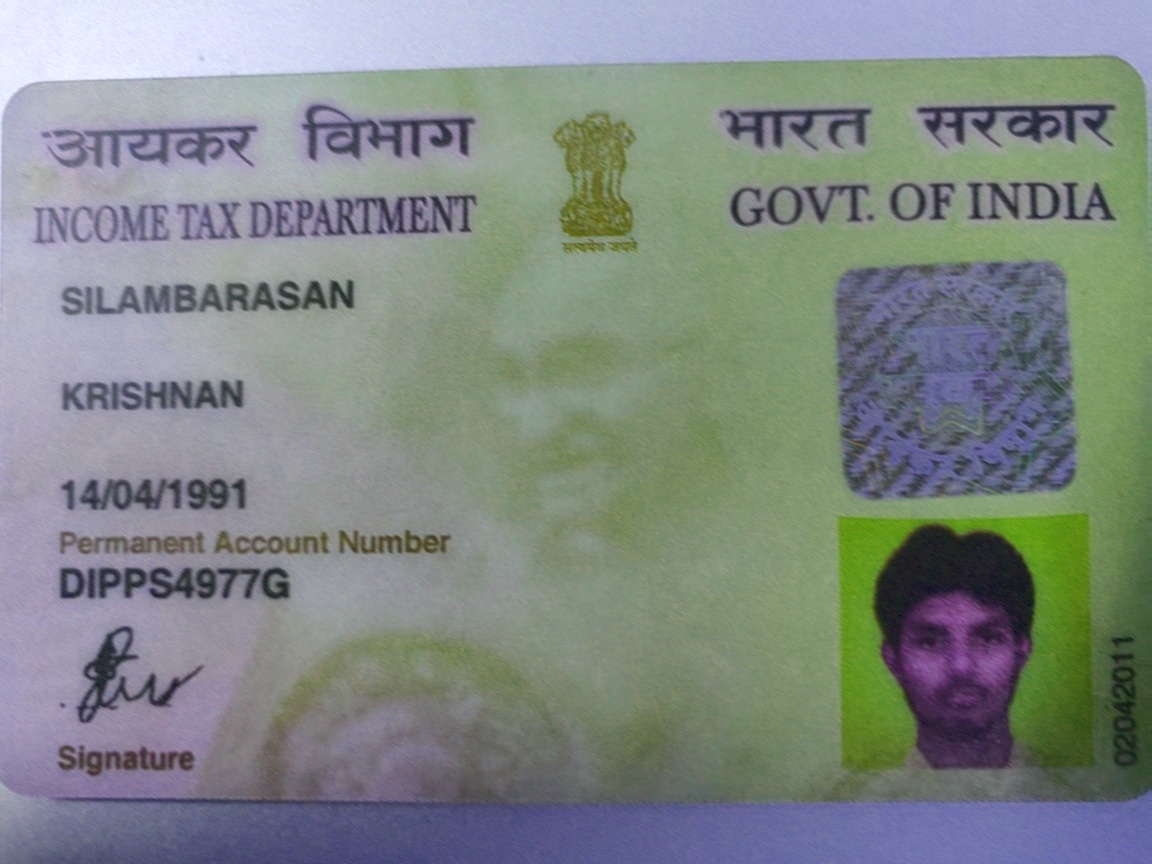 आयकर विभाग
INCOME TAX DEPARTMENT
भारत सरकार
GOVT. OF INDIA
सत्यमेव जयते
SILAMBARASAN
KRISHNAN
14/04/1991
Permanent Account Number
DIPPS4977G
Signature
02042011